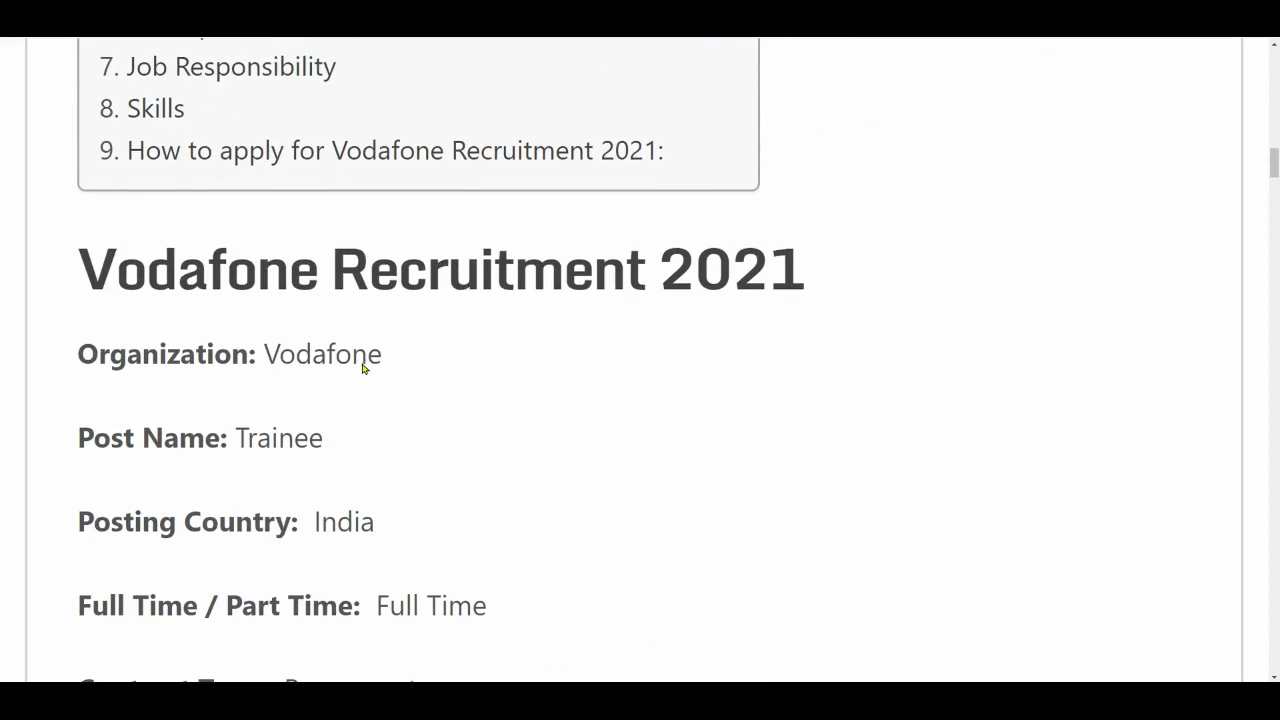 7. Job Responsibility
8. Skills
9. How to apply for Vodafone Recruitment 2021:
Vodafone Recruitment 2021
Organization: Vodafone
Post Name: Trainee
Posting Country: India
Full Time / Part Time: Full Time